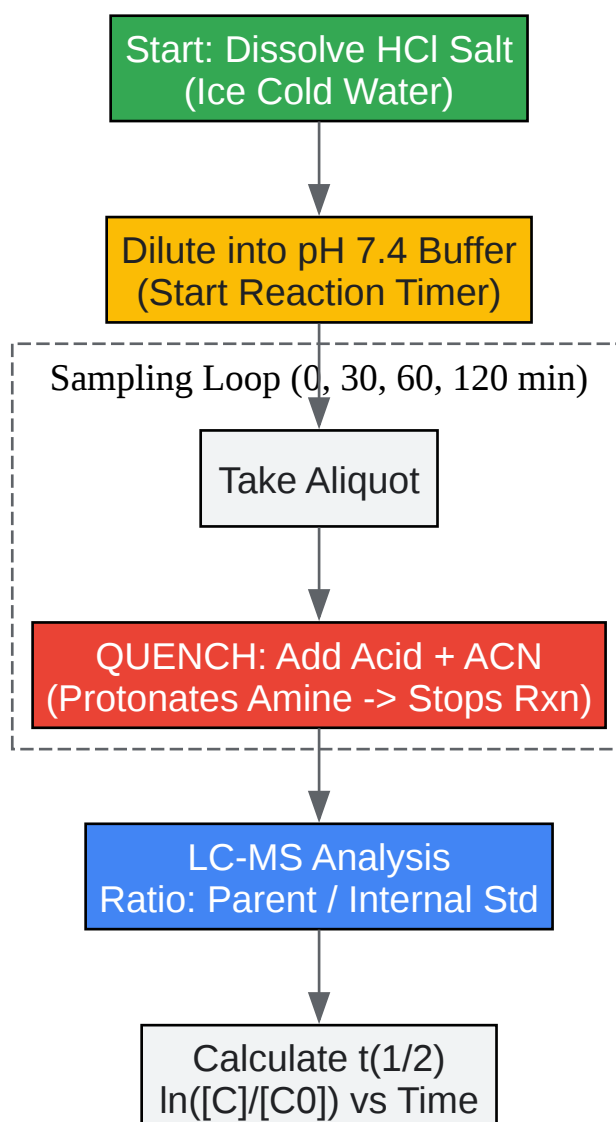 Start: Dissolve HCl Salt
(Ice Cold Water)
Dilute into pH 7.4 Buffer
(Start Reaction Timer)
Sampling Loop (0, 30, 60, 120 min)
Take Aliquot
QUENCH: Add Acid + ACN
(Protonates Amine -> Stops Rxn)
LC-MS Analysis
Ratio: Parent / Internal Std
Calculate t(1/2)
ln([C]/[C0]) vs Time